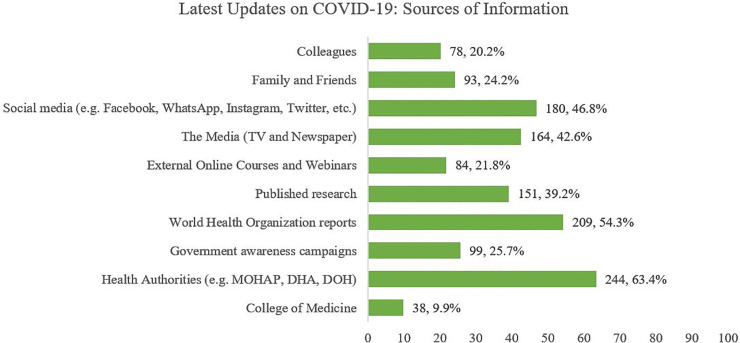 Latest Updates on COVID-19: Sources of Information
Colleagues 78, 20.2%
Family and Friends 93, 24.2%
Social media (e.g. Facebook, WhatsApp, Instagram, Twitter, etc.) 180, 46.8%
The Media (TV and Newspaper) 164, 42.6%
External Online Courses and Webinars 84, 21.8%
Published research 151, 39.2%
World Health Organization reports 209, 54.3%
Government awareness campaigns 99, 25.7%
Health Authorities (e.g. MOHAP, DHA, DOH) 244, 63.4%
College of Medicine 38, 9.9%
0 10 20 30 40 50 60 70 80 90 100